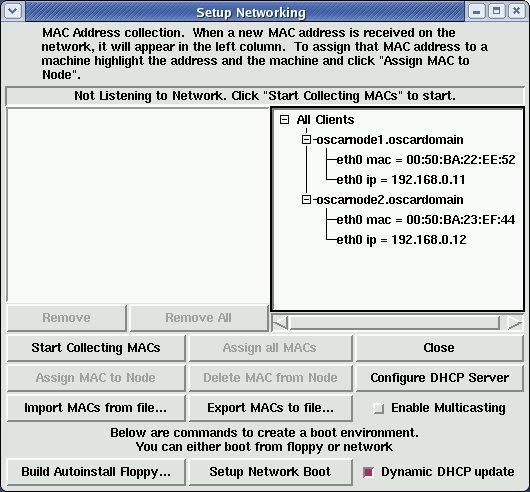 Setup Networking
MAC Address collection. When a new MAC address is received on the
network, it will appear in the left column. To assign that MAC address to a
machine highlight the address and the machine and click "Assign MAC to
Node".
Not Listening to Network. Click "Start Collecting MACs" to start.
All Clients
oscarnode1.oscardomain
eth0 mac = 00:50:BA:22:EE:52
eth0 ip = 192.168.0.11
oscarnode2.oscardomain
eth0 mac = 00:50:BA:23:EF:44
eth0 ip = 192.168.0.12
Remove Remove All
Start Collecting MACs Assign all MACs Close
Assign MAC to Node Delete MAC from Node Configure DHCP Server
Import MACs from file... Export MACs to file... Enable Multicasting
Below are commands to create a boot environment.
You can either boot from floppy or network
Build Autoinstall Floppy... Setup Network Boot Dynamic DHCP update